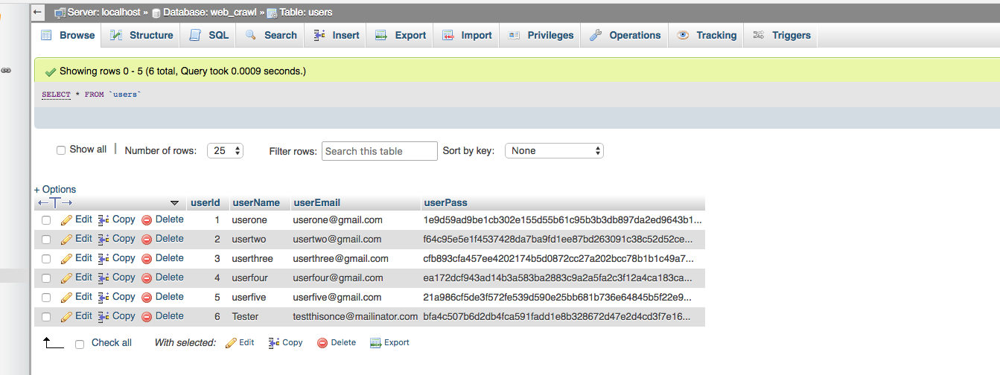 Server: localhost » Database: web_crawl » Table: users
Browse Structure SQL Search Insert Export Import Privileges Operations Tracking Triggers
Showing rows 0 - 5 (6 total, Query took 0.0009 seconds.)
SELECT * FROM `users`
Show all | Number of rows: 25 Filter rows: Search this table Sort by key: None
+ Options
←T→ userId userName userEmail userPass
Edit Copy Delete 1 userone userone@gmail.com 1e9d59ad9be1cb302e155d55b61c95b3b3db897da2ed9643b1...
Edit Copy Delete 2 usertwo usertwo@gmail.com f64c95e5e1f4537428da7ba9fd1ee87bd263091c38c52d52ce...
Edit Copy Delete 3 userthree userthree@gmail.com cfb893cfa457ee4202174b5d0872cc27a202bcc78b1b1c49a7...
Edit Copy Delete 4 userfour userfour@gmail.com ea172dcf943ad14b3a583ba2883c9a2a5fa2c3f12a4ca183ca...
Edit Copy Delete 5 userfive userfive@gmail.com 21a986cf5de3f572fe539d590e25bb681b736e64845b5f22e9...
Edit Copy Delete 6 Tester testthisonce@mailinator.com bfa4c507b6d2db4fca591fadd1e8b328672d47e2d4cd3f7e16...
Check all With selected: Edit Copy Delete Export